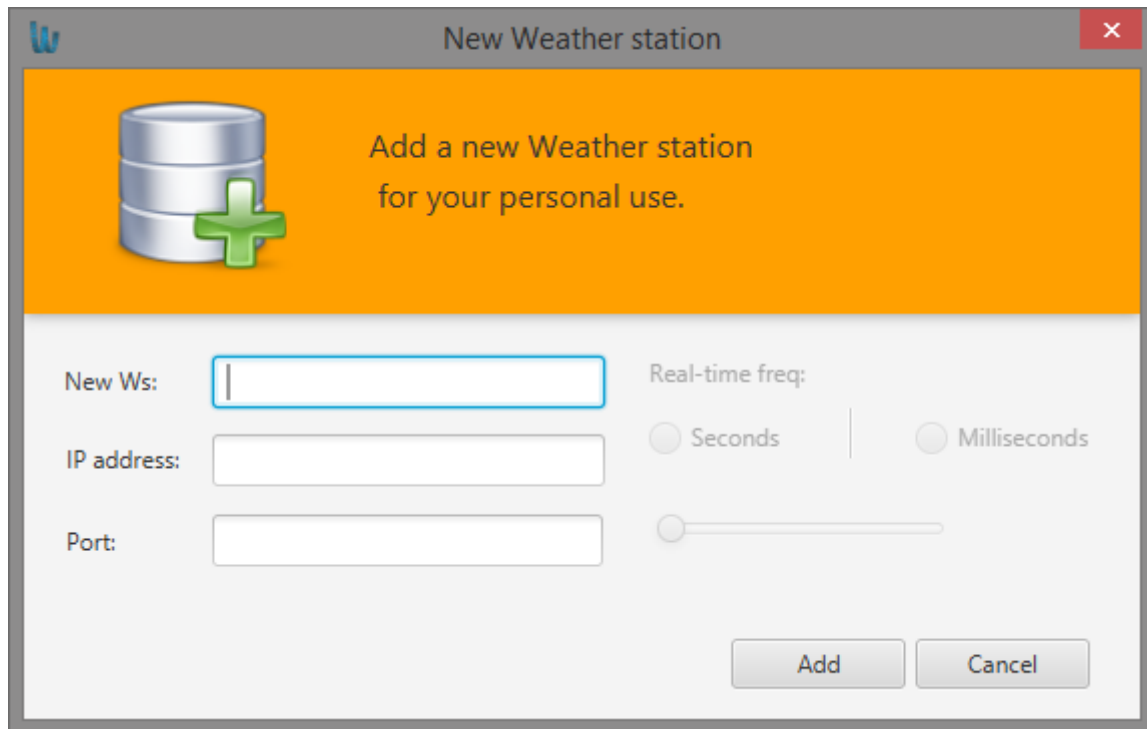 New Weather station
Add a new Weather station
for your personal use.
New Ws:
Real-time freq:
Seconds
Milliseconds
IP address:
Port:
Add
Cancel